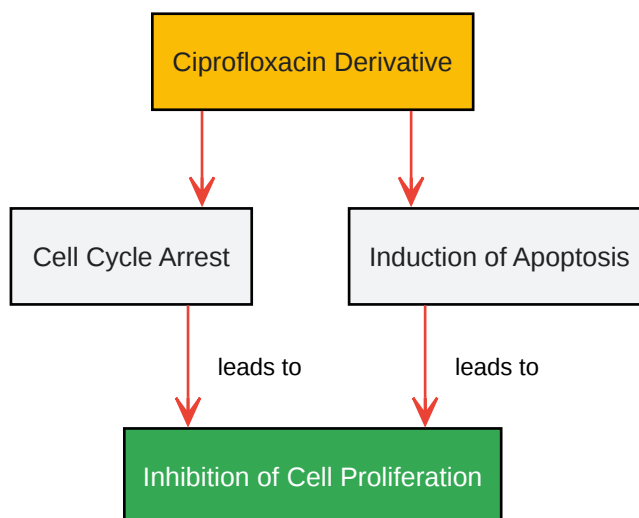 Ciprofloxacin Derivative
Cell Cycle Arrest
Induction of Apoptosis
leads to
leads to
Inhibition of Cell Proliferation